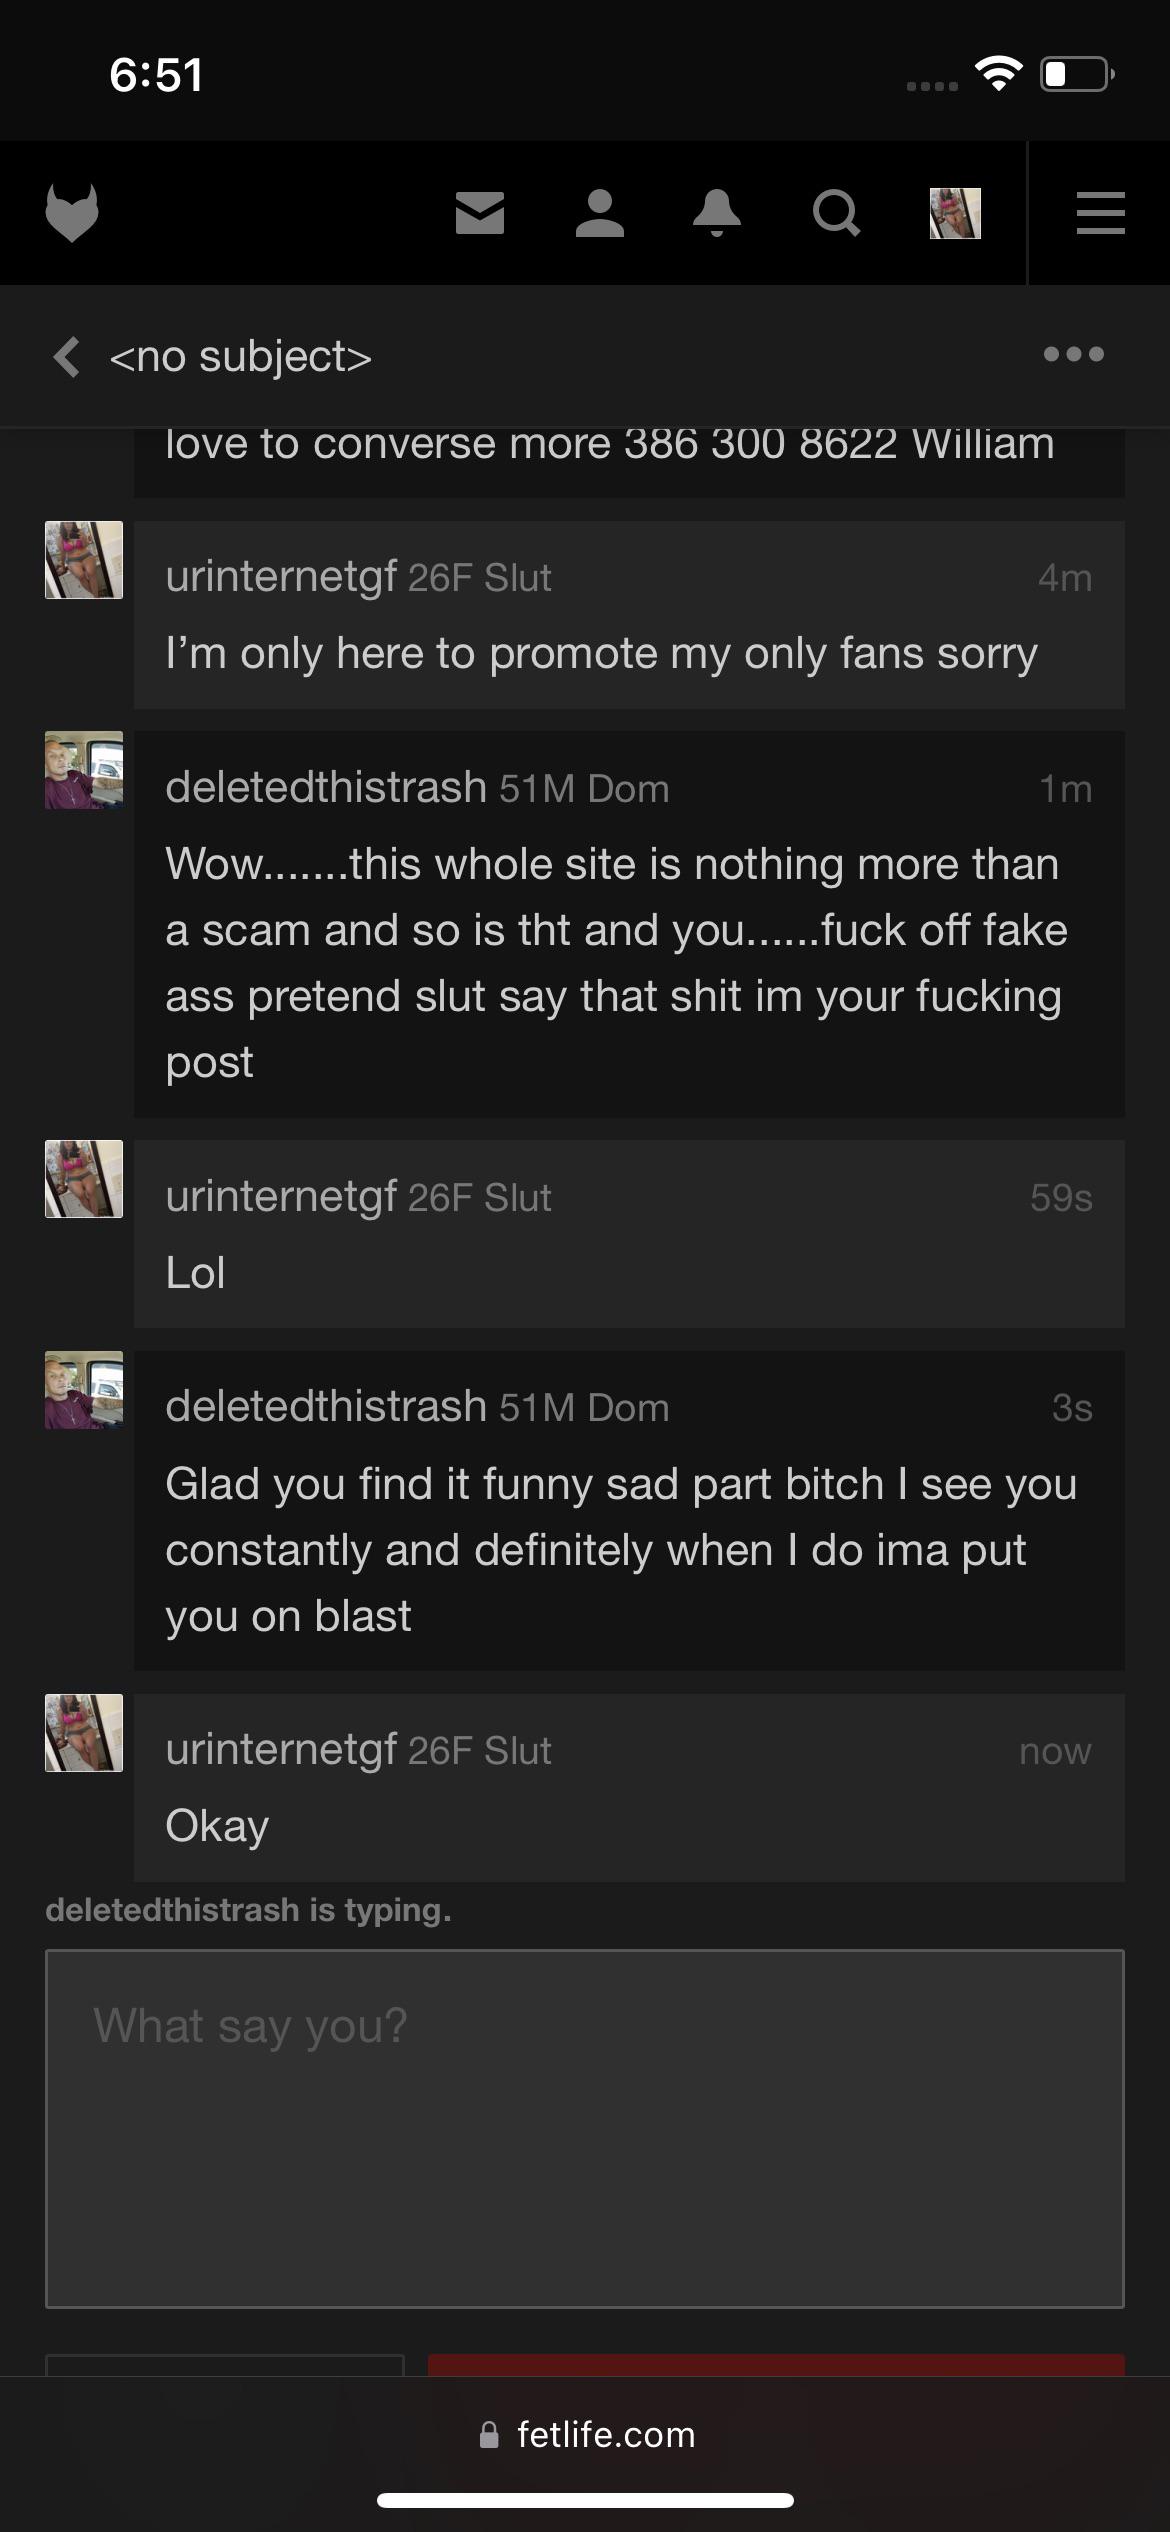 6:51
<no subject>
love to converse more 386 300 8622 William
urinternetgf 26F Slut 4m
I’m only here to promote my only fans sorry
deletedthistrash 51M Dom 1m
Wow.......this whole site is nothing more than
a scam and so is tht and you......fuck off fake
ass pretend slut say that shit im your fucking
post
urinternetgf 26F Slut 59s
Lol
deletedthistrash 51M Dom 3s
Glad you find it funny sad part bitch I see you
constantly and definitely when I do ima put
you on blast
urinternetgf 26F Slut now
Okay
deletedthistrash is typing.
What say you?
fetlife.com